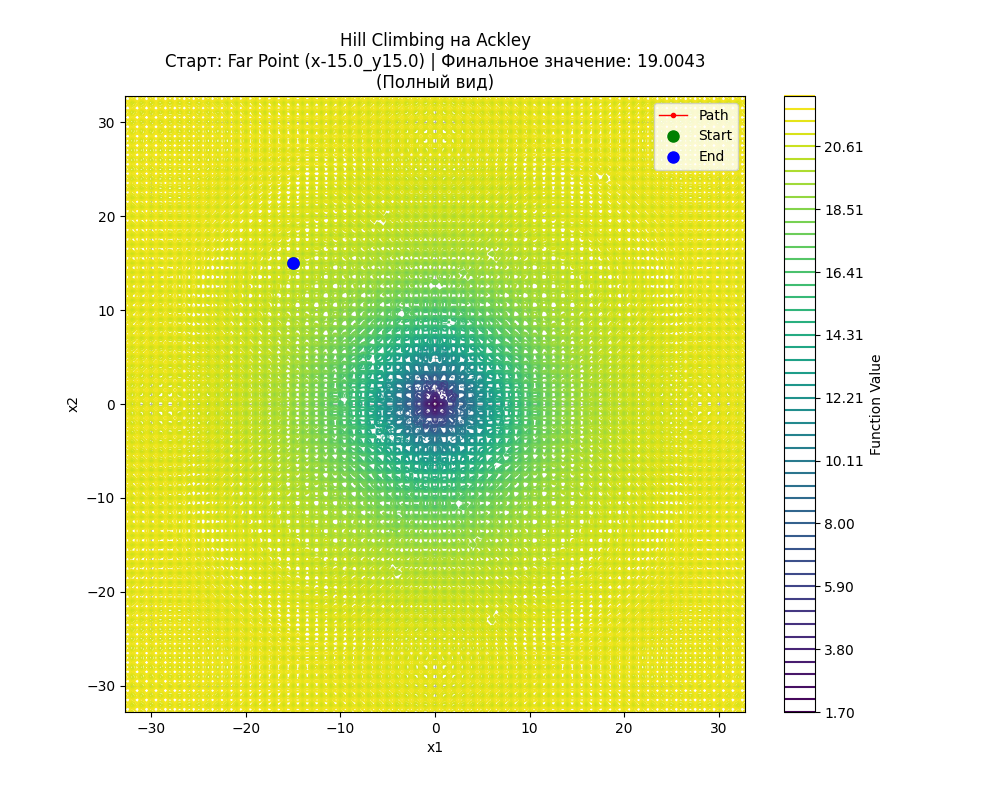 Hill Climbing на Ackley
Старт: Far Point (x-15.0_y15.0) | Финальное значение: 19.0043
(Полный вид)
Path
Start
End
30
20
10
0
−10
−20
−30
x2
−30
−20
−10
0
10
20
30
x1
20.61
18.51
16.41
14.31
12.21
10.11
8.00
5.90
3.80
1.70
Function Value